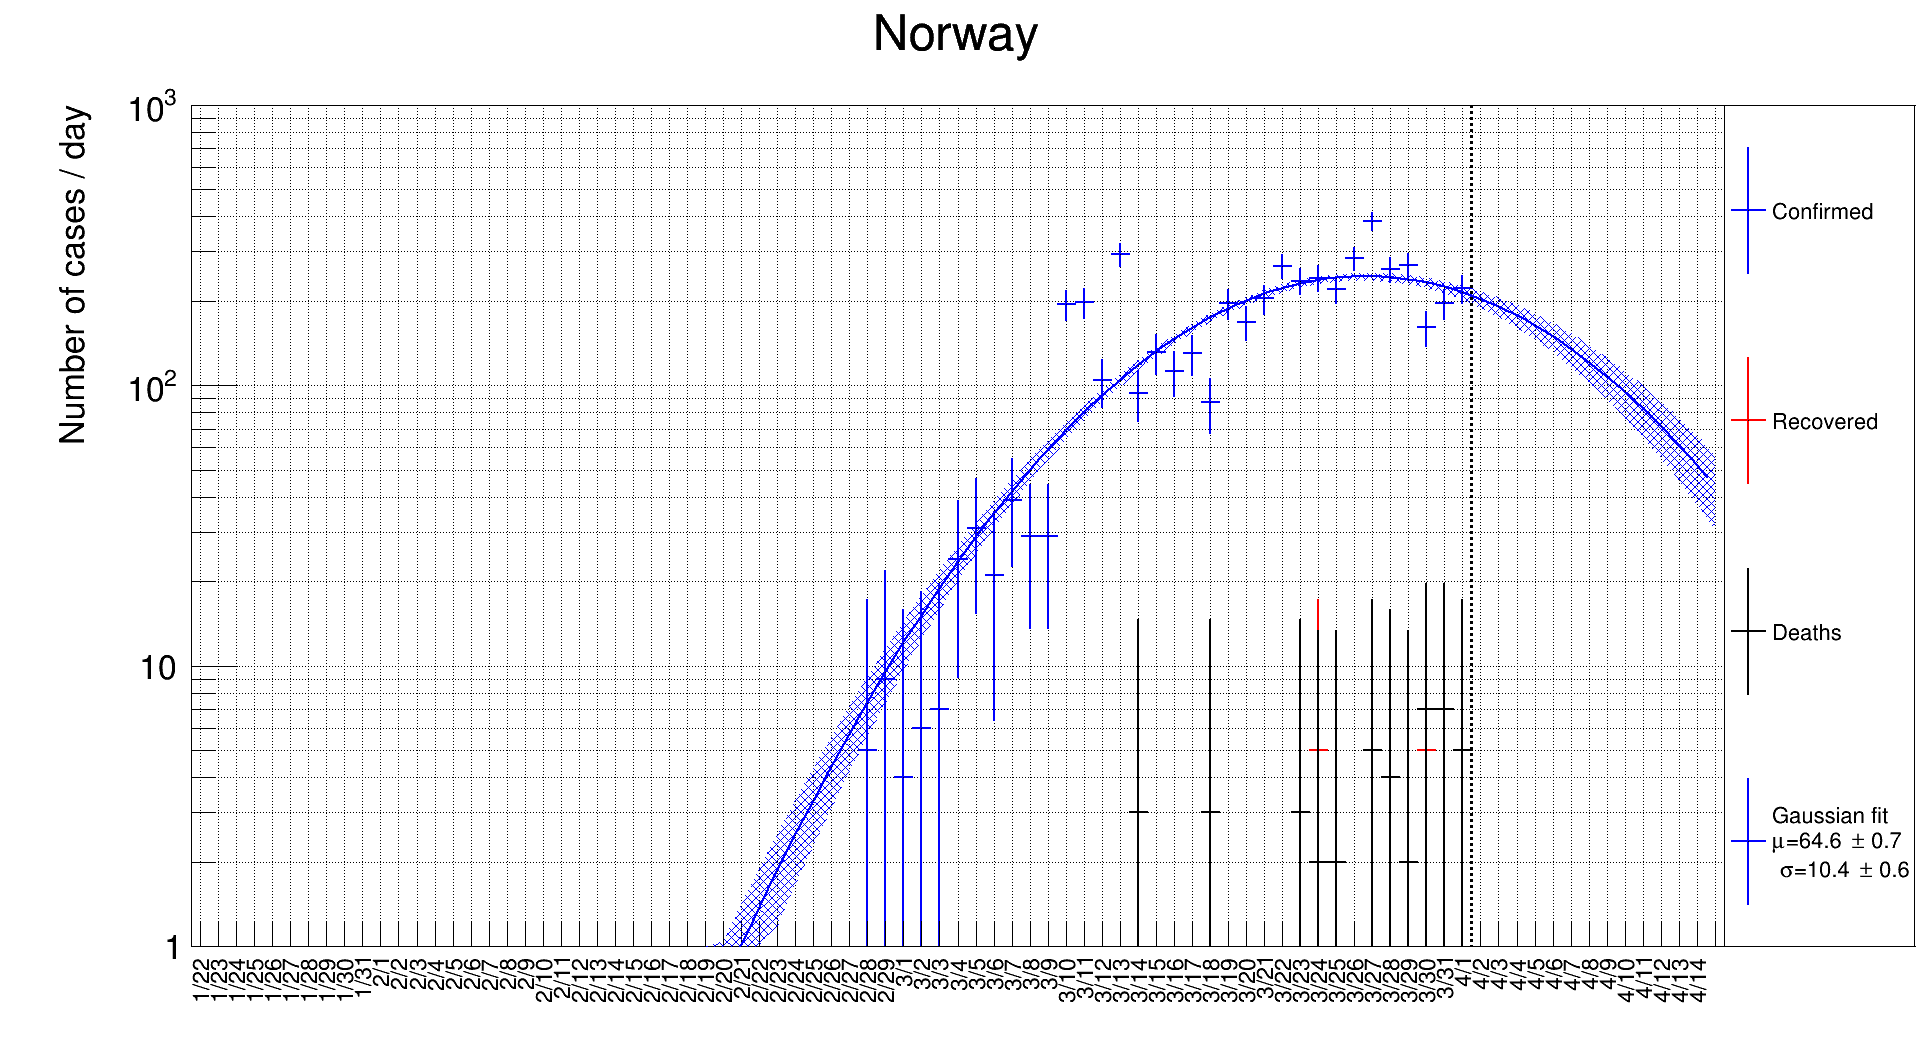 Norway
Number of cases / day
10³
10²
10
1
1/22 1/23 1/24 1/25 1/26 1/27 1/28 1/29 1/30 1/31 2/1 2/2 2/3 2/4 2/5 2/6 2/7 2/8 2/9 2/10 2/11 2/12 2/13 2/14 2/15 2/16 2/17 2/18 2/19 2/20 2/21 2/22 2/23 2/24 2/25 2/26 2/27 2/28 2/29 3/1 3/2 3/3 3/4 3/5 3/6 3/7 3/8 3/9 3/10 3/11 3/12 3/13 3/14 3/15 3/16 3/17 3/18 3/19 3/20 3/21 3/22 3/23 3/24 3/25 3/26 3/27 3/28 3/29 3/30 3/31 4/1 4/2 4/3 4/4 4/5 4/6 4/7 4/8 4/9 4/10 4/11 4/12 4/13 4/14
Confirmed
Recovered
Deaths
Gaussian fit
μ=64.6 ± 0.7
σ=10.4 ± 0.6